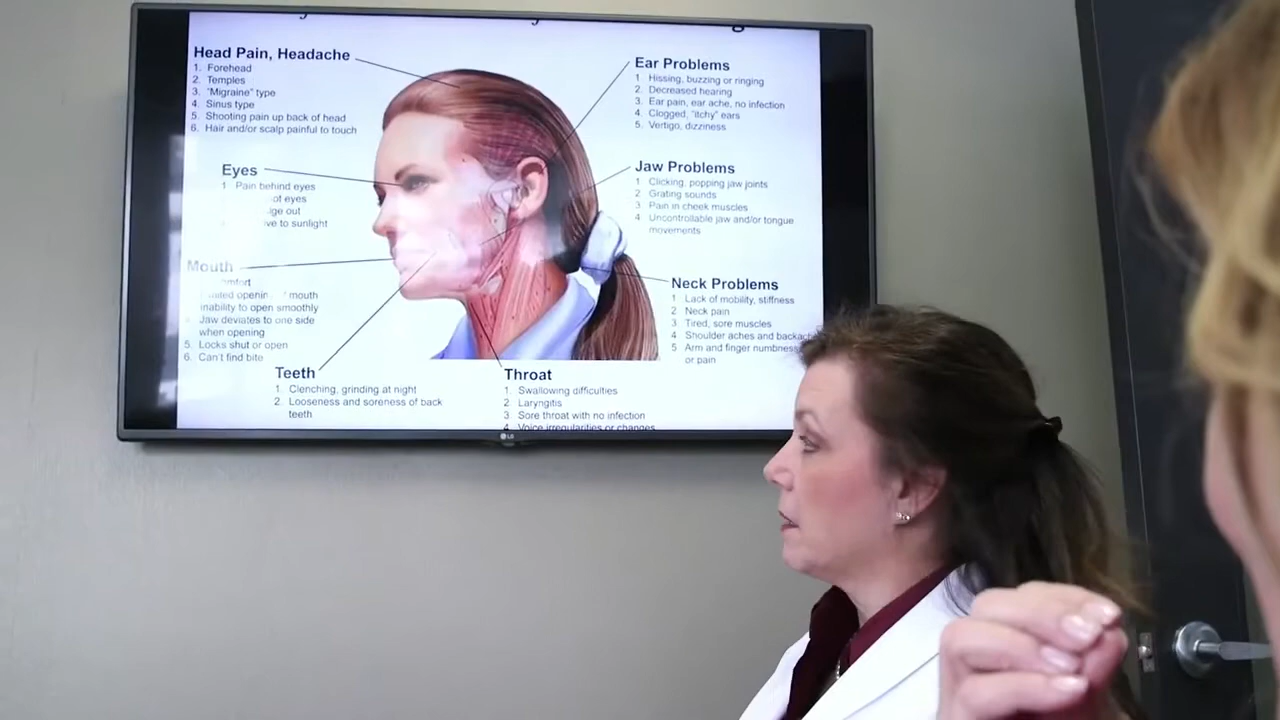 Head Pain, Headache
1. Forehead
2. Temples
3. "Migraine" type
4. Sinus type
5. Shooting pain up back of head
6. Hair and/or scalp painful to touch
Eyes
1 Pain behind eyes
eyes
out
to sunlight
Mouth
mouth
inability to open smoothly
Jaw deviates to one side
when opening
5. Locks shut or open
6. Can't find bite
Teeth
1. Clenching, grinding at night
2. Looseness and soreness of back
teeth
Throat
1. Swallowing difficulties
2. Laryngitis
3. Sore throat with no infection
4. Voice irregularities or changes
Ear Problems
1 Hissing, buzzing or ringing
2. Decreased hearing
3. Ear pain, ear ache, no infection
4. Clogged, "itchy" ears
5. Vertigo, dizziness
Jaw Problems
1 Clicking, popping jaw joints
2 Grating sounds
3 Pain in cheek muscles
4 Uncontrollable jaw and/or tongue
movements
Neck Problems
1 Lack of mobility, stiffness
2 Neck pain
3 Tired, sore muscles
4 Shoulder aches and
5 Arm and finger
or pain
LG